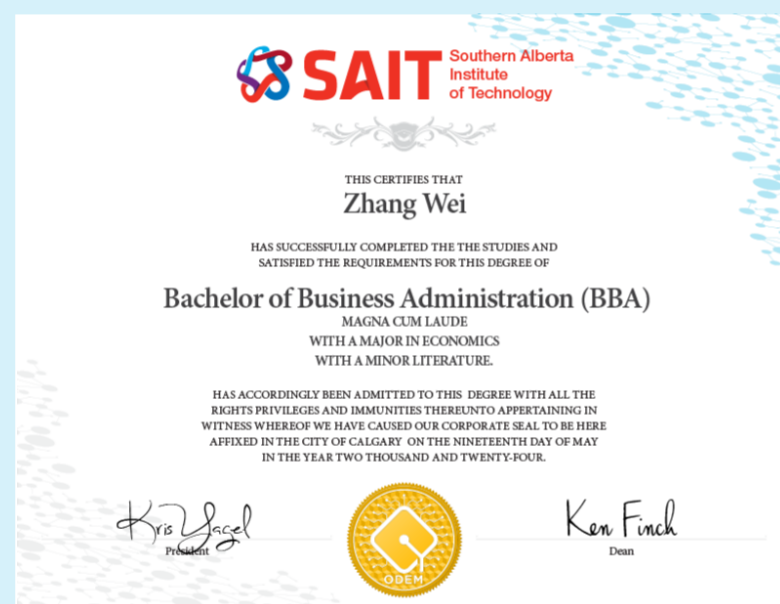 SAIT Southern Alberta
Institute
of Technology
THIS CERTIFIES THAT
Zhang Wei
HAS SUCCESSFULLY COMPLETED THE THE STUDIES AND
SATISFIED THE REQUIREMENTS FOR THIS DEGREE OF
Bachelor of Business Administration (BBA)
MAGNA CUM LAUDE
WITH A MAJOR IN ECONOMICS
WITH A MINOR LITERATURE.
HAS ACCORDINGLY BEEN ADMITTED TO THIS DEGREE WITH ALL THE
RIGHTS PRIVILEGES AND IMMUNITIES THEREUNTO APPERTAINING IN
WITNESS WHEREOF WE HAVE CAUSED OUR CORPORATE SEAL TO BE HERE
AFFIXED IN THE CITY OF CALGARY ON THE NINETEENTH DAY OF MAY
IN THE YEAR TWO THOUSAND AND TWENTY-FOUR.
Kris Yagel
President
ODEM
Ken Finch
Dean